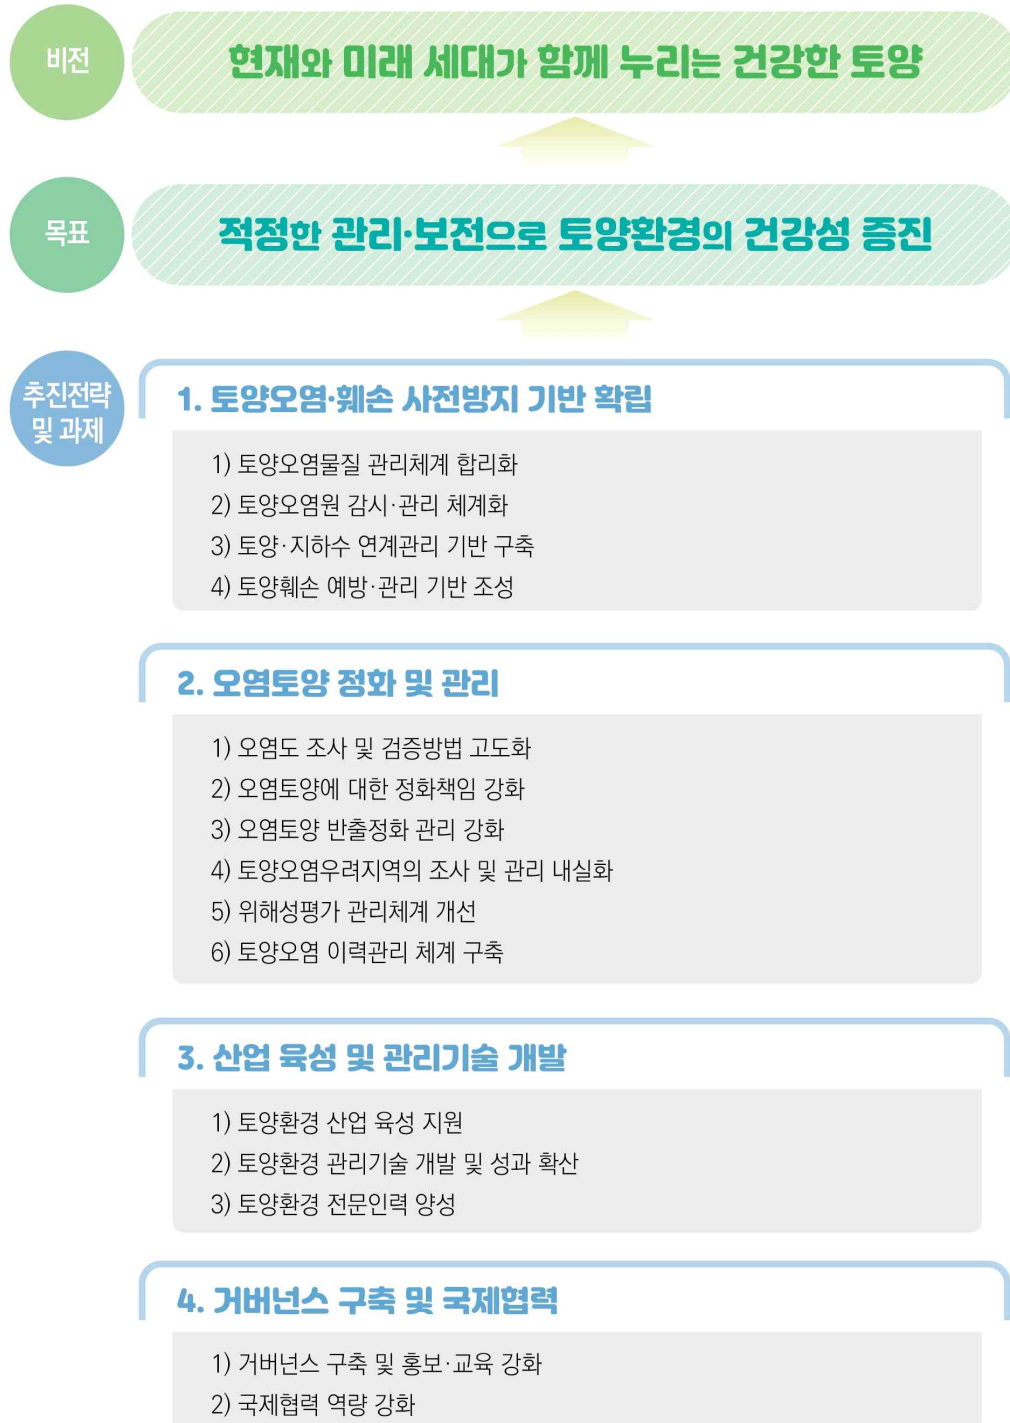 비전
현재와 미래 세대가 함께 누리는 건강한 토양
목표
적정한 관리·보전으로 토양환경의 건강성 증진
추진전략
및 과제
1. 토양오염·훼손 사전방지 기반 확립
1) 토양오염물질 관리체계 합리화
2) 토양오염원 감시·관리 체계화
3) 토양·지하수 연계관리 기반 구축
4) 토양훼손 예방·관리 기반 조성
2. 오염토양 정화 및 관리
1) 오염도 조사 및 검증방법 고도화
2) 오염토양에 대한 정화책임 강화
3) 오염토양 반출정화 관리 강화
4) 토양오염우려지역의 조사 및 관리 내실화
5) 위해성평가 관리체계 개선
6) 토양오염 이력관리 체계 구축
3. 산업 육성 및 관리기술 개발
1) 토양환경 산업 육성 지원
2) 토양환경 관리기술 개발 및 성과 확산
3) 토양환경 전문인력 양성
4. 거버넌스 구축 및 국제협력
1) 거버넌스 구축 및 홍보·교육 강화
2) 국제협력 역량 강화